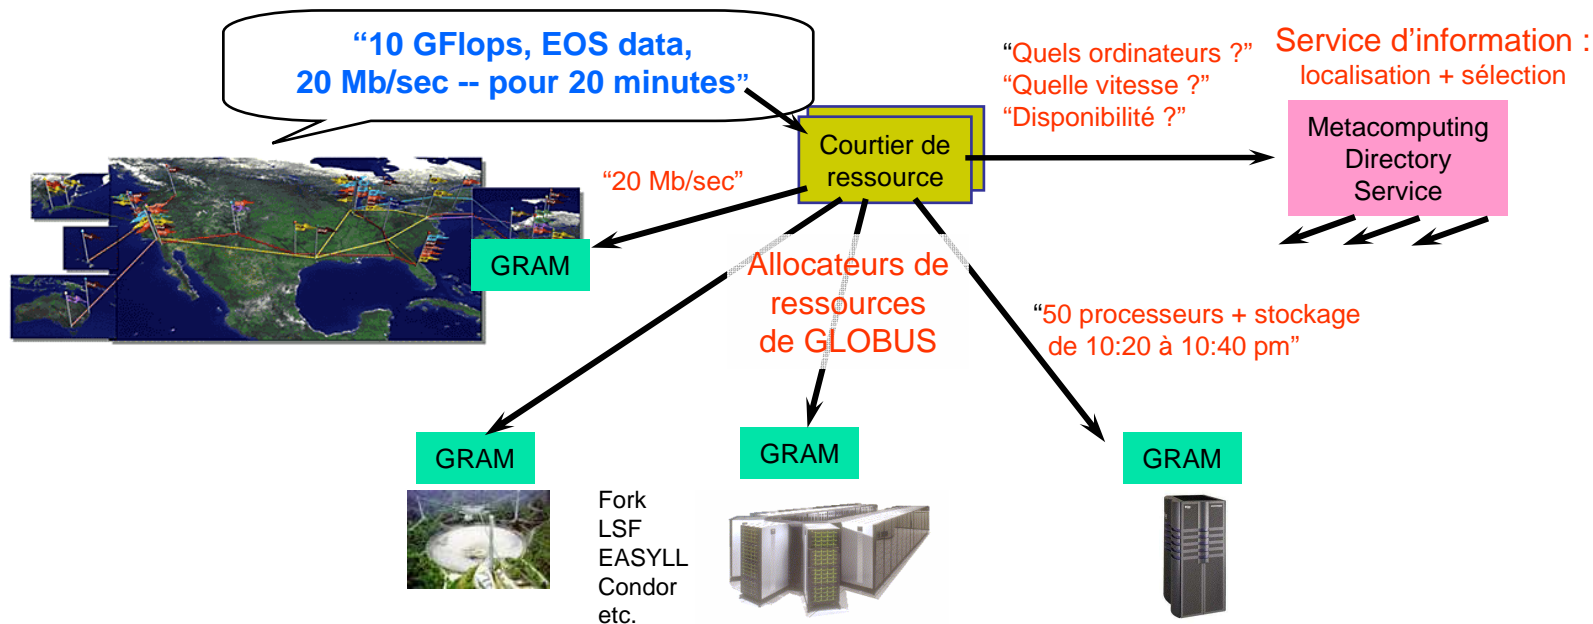 “10 GFlops, EOS data,
20 Mb/sec -- pour 20 minutes”
“Quels ordinateurs ?”
“Quelle vitesse ?”
“Disponibilité ?”
Service d’information :
localisation + sélection
Metacomputing
Directory
Service
Courtier de
ressource
“20 Mb/sec”
GRAM
Allocateurs de
ressources
de GLOBUS
“50 processeurs + stockage
de 10:20 à 10:40 pm”
GRAM
GRAM
GRAM
Fork
LSF
EASYLL
Condor
etc.